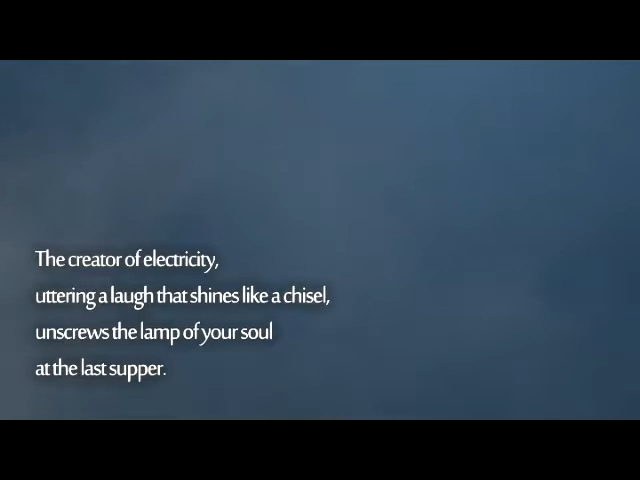 The creator of electricity,
uttering a laugh that shines like a chisel,
unscrews the lamp of your soul
at the last supper.